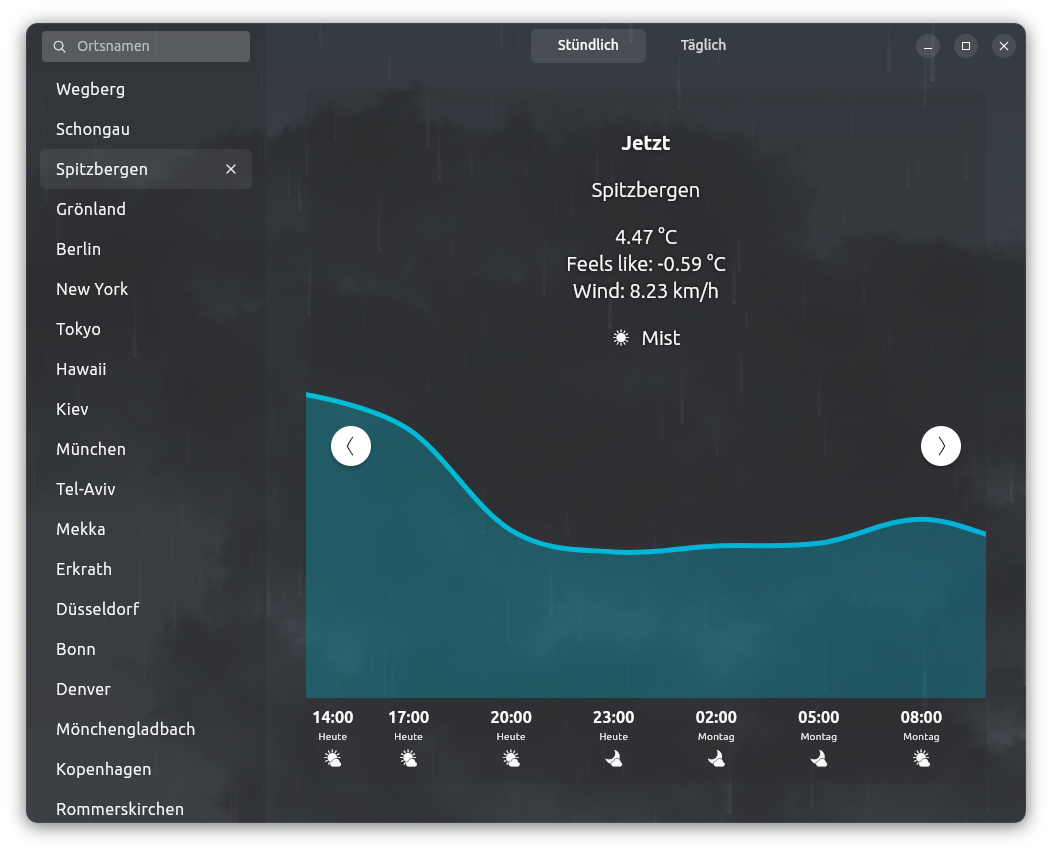 Ortsnamen
Stündlich
Täglich
Wegberg
Schongau
Spitzbergen
Grönland
Berlin
New York
Tokyo
Hawaii
Kiev
München
Tel-Aviv
Mekka
Erkrath
Düsseldorf
Bonn
Denver
Mönchengladbach
Kopenhagen
Rommerskirchen
Jetzt
Spitzbergen
4.47 °C
Feels like: -0.59 °C
Wind: 8.23 km/h
Mist
14:00 17:00 20:00 23:00 02:00 05:00 08:00
Heute Heute Heute Heute Montag Montag Montag